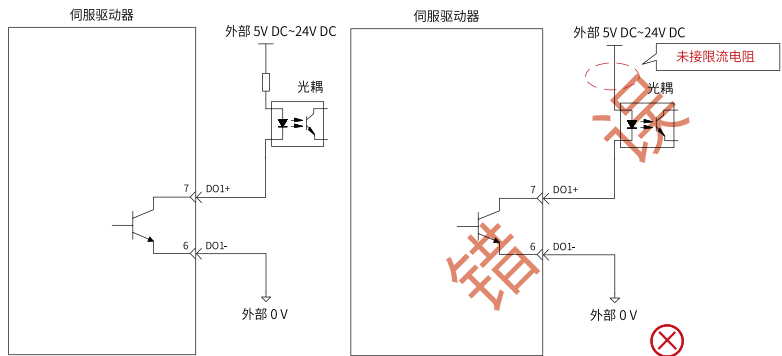 伺服驱动器
外部 5V DC~24V DC
光耦
7
DO1+
6
DO1-
外部 0 V
伺服驱动器
外部 5V DC~24V DC
未接限流电阻
光耦
7
DO1+
6
DO1-
外部 0 V
错误